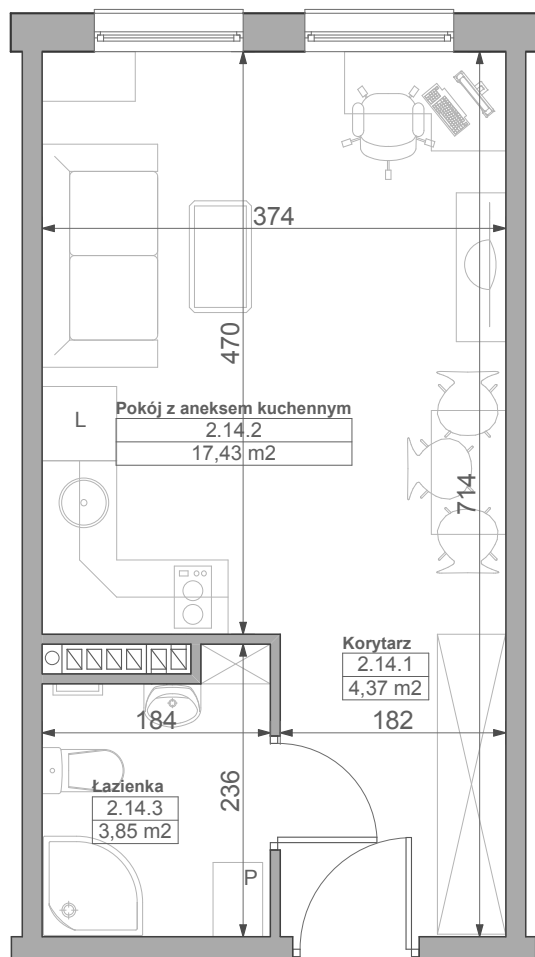 374
470
L
Pokój z aneksem kuchennym
2.14.2
17,43 m2
714
Korytarz
2.14.1
4,37 m2
184
182
236
Łazienka
2.14.3
3,85 m2
P